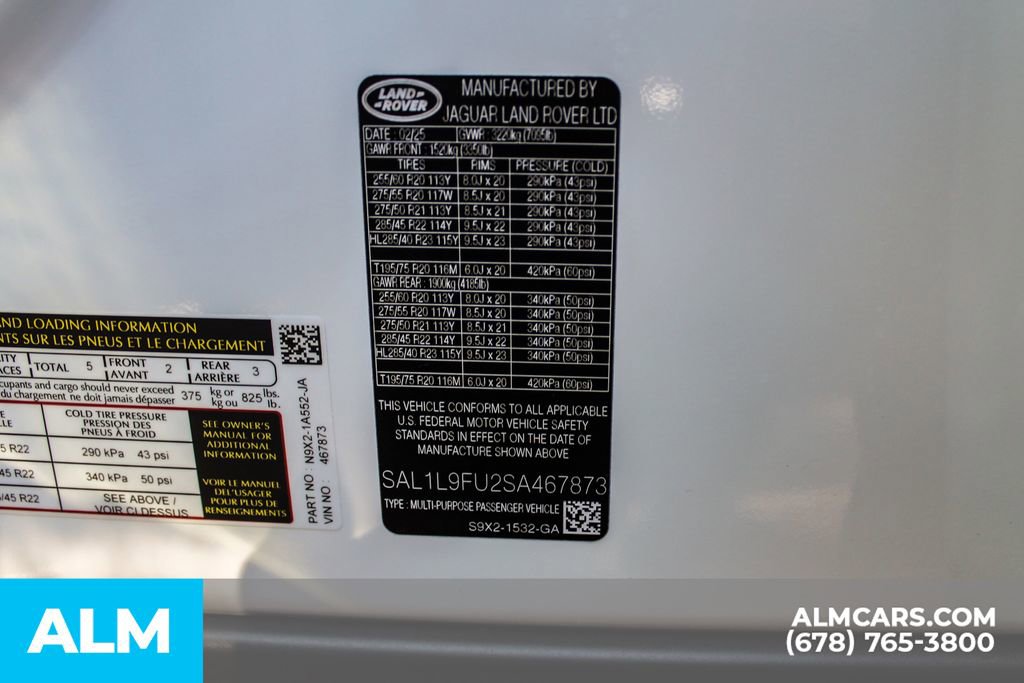 LAND-
-ROVER
MANUFACTURED BY
JAGUAR LAND ROVER LTD
DATE : 02/25 GVWR : 3220kg (7095lb)
GAWR FRONT : 1520kg (3350lb)
TIRES RIMS PRESSURE (COLD)
255/60 R20 113Y 8.0J x 20 290kPa (43psi)
275/55 R20 117W 8.5J x 20 290kPa (43psi)
275/50 R21 113Y 8.5J x 21 290kPa (43psi)
285/45 R22 114Y 9.5J x 22 290kPa (43psi)
HL285/40 R23 115Y 9.5J x 23 290kPa (43psi)
T195/75 R20 116M 6.0J x 20 420kPa (60psi)
GAWR REAR : 1900kg (4185lb)
255/60 R20 113Y 8.0J x 20 340kPa (50psi)
275/55 R20 117W 8.5J x 20 340kPa (50psi)
275/50 R21 113Y 8.5J x 21 340kPa (50psi)
285/45 R22 114Y 9.5J x 22 340kPa (50psi)
HL285/40 R23 115Y 9.5J x 23 340kPa (50psi)
T195/75 R20 116M 6.0J x 20 420kPa (60psi)
THIS VEHICLE CONFORMS TO ALL APPLICABLE
U.S. FEDERAL MOTOR VEHICLE SAFETY
STANDARDS IN EFFECT ON THE DATE OF
MANUFACTURE SHOWN ABOVE
SAL1L9FU2SA467873
TYPE : MULTI-PURPOSE PASSENGER VEHICLE
S9X2-1532-GA
AND LOADING INFORMATION
NTS SUR LES PNEUS ET LE CHARGEMENT
TOTAL 5 FRONT 2 REAR 3
AVANT ARRIÈRE
cupants and cargo should never exceed 375 kg or 825 lbs.
du chargement ne doit jamais dépasser kg ou lb.
COLD TIRE PRESSURE
PRESSION DES
PNEUS À FROID
5 R22 290 kPa 43 psi
45 R22 340 kPa 50 psi
/45 R22 SEE ABOVE /
VOIR CI-DESSUS
SEE OWNER'S
MANUAL FOR
ADDITIONAL
INFORMATION
VOIR LE MANUEL
DE L'USAGER
POUR PLUS DE
RENSEIGNEMENTS
PART NO : N9X2-1A552-JA
VIN NO : 467873
ALM
ALMCARS.COM
(678) 765-3800